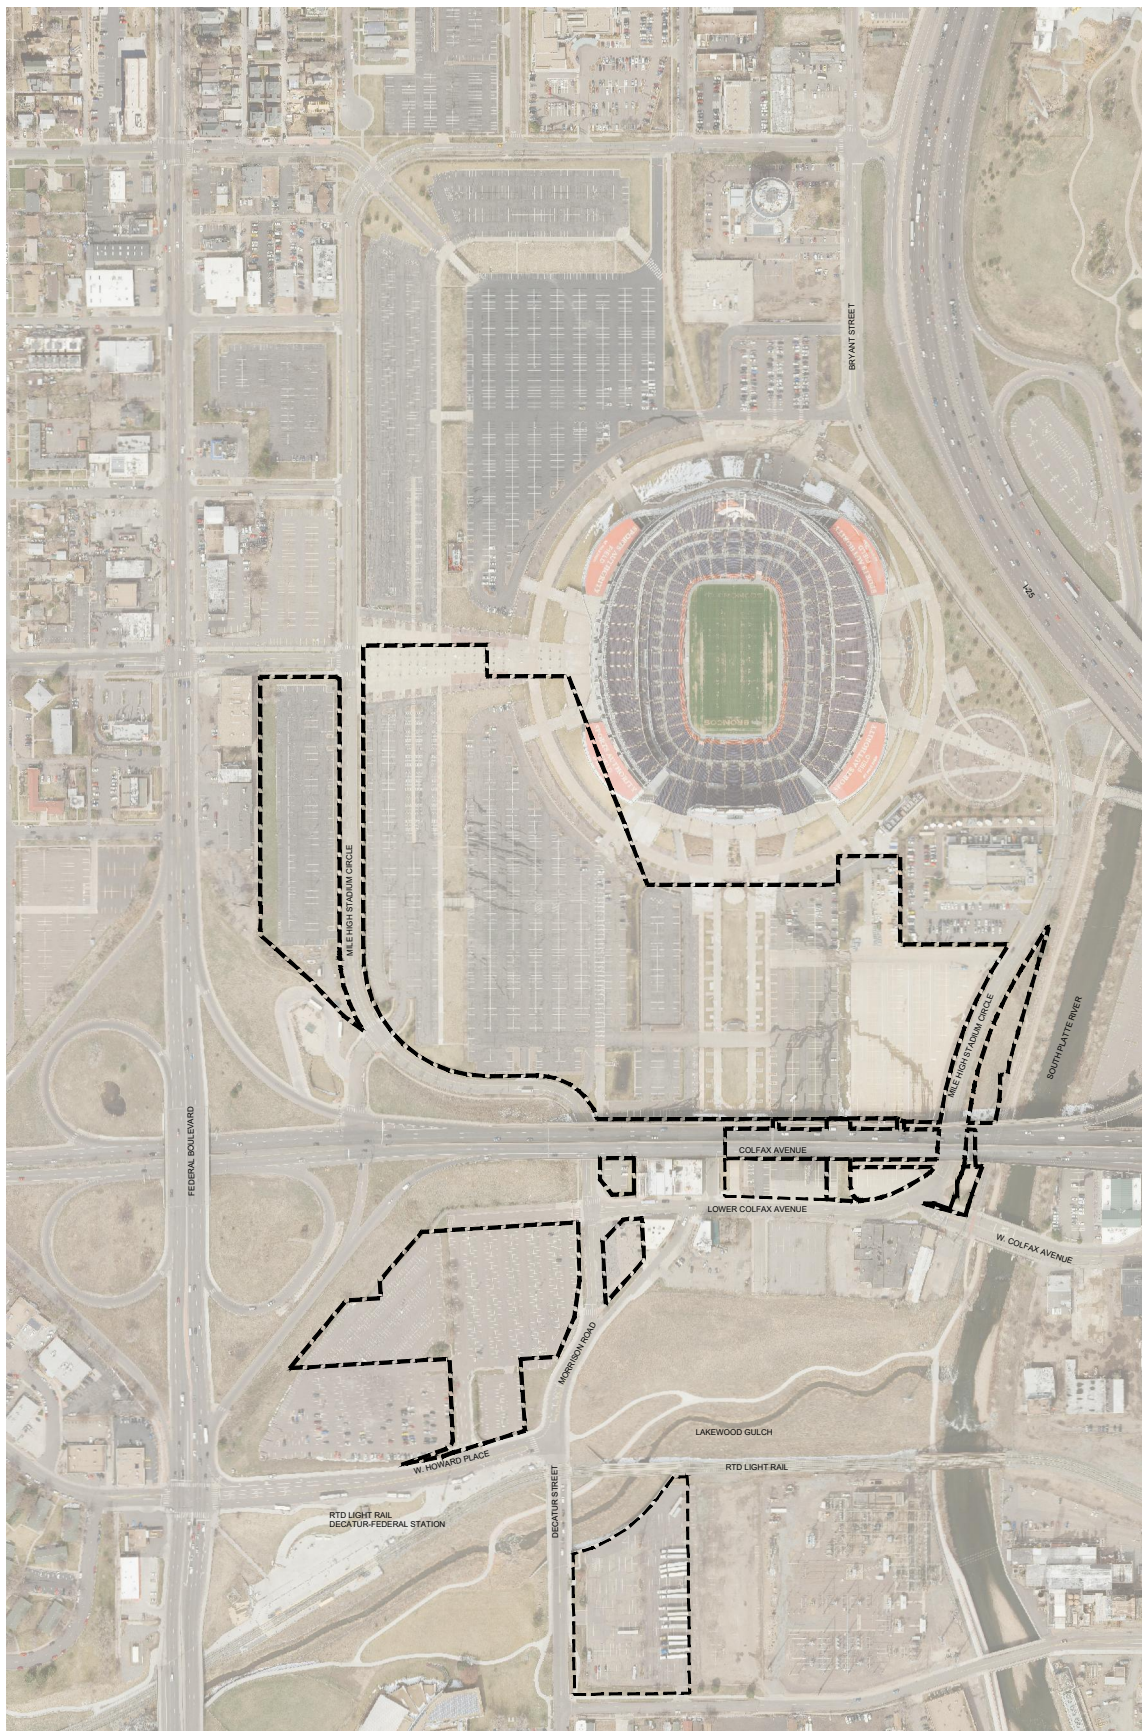 BRYANT STREET
I-25
MILE HIGH STADIUM CIRCLE
BRONCOS
MILE HIGH STADIUM CIRCLE
SOUTH PLATTE RIVER
FEDERAL BOULEVARD
COLFAX AVENUE
LOWER COLFAX AVENUE
W. COLFAX AVENUE
MORRISON ROAD
LAKEWOOD GULCH
W. HOWARD PLACE
RTD LIGHT RAIL
DECATUR STREET
RTD LIGHT RAIL
DECATUR-FEDERAL STATION